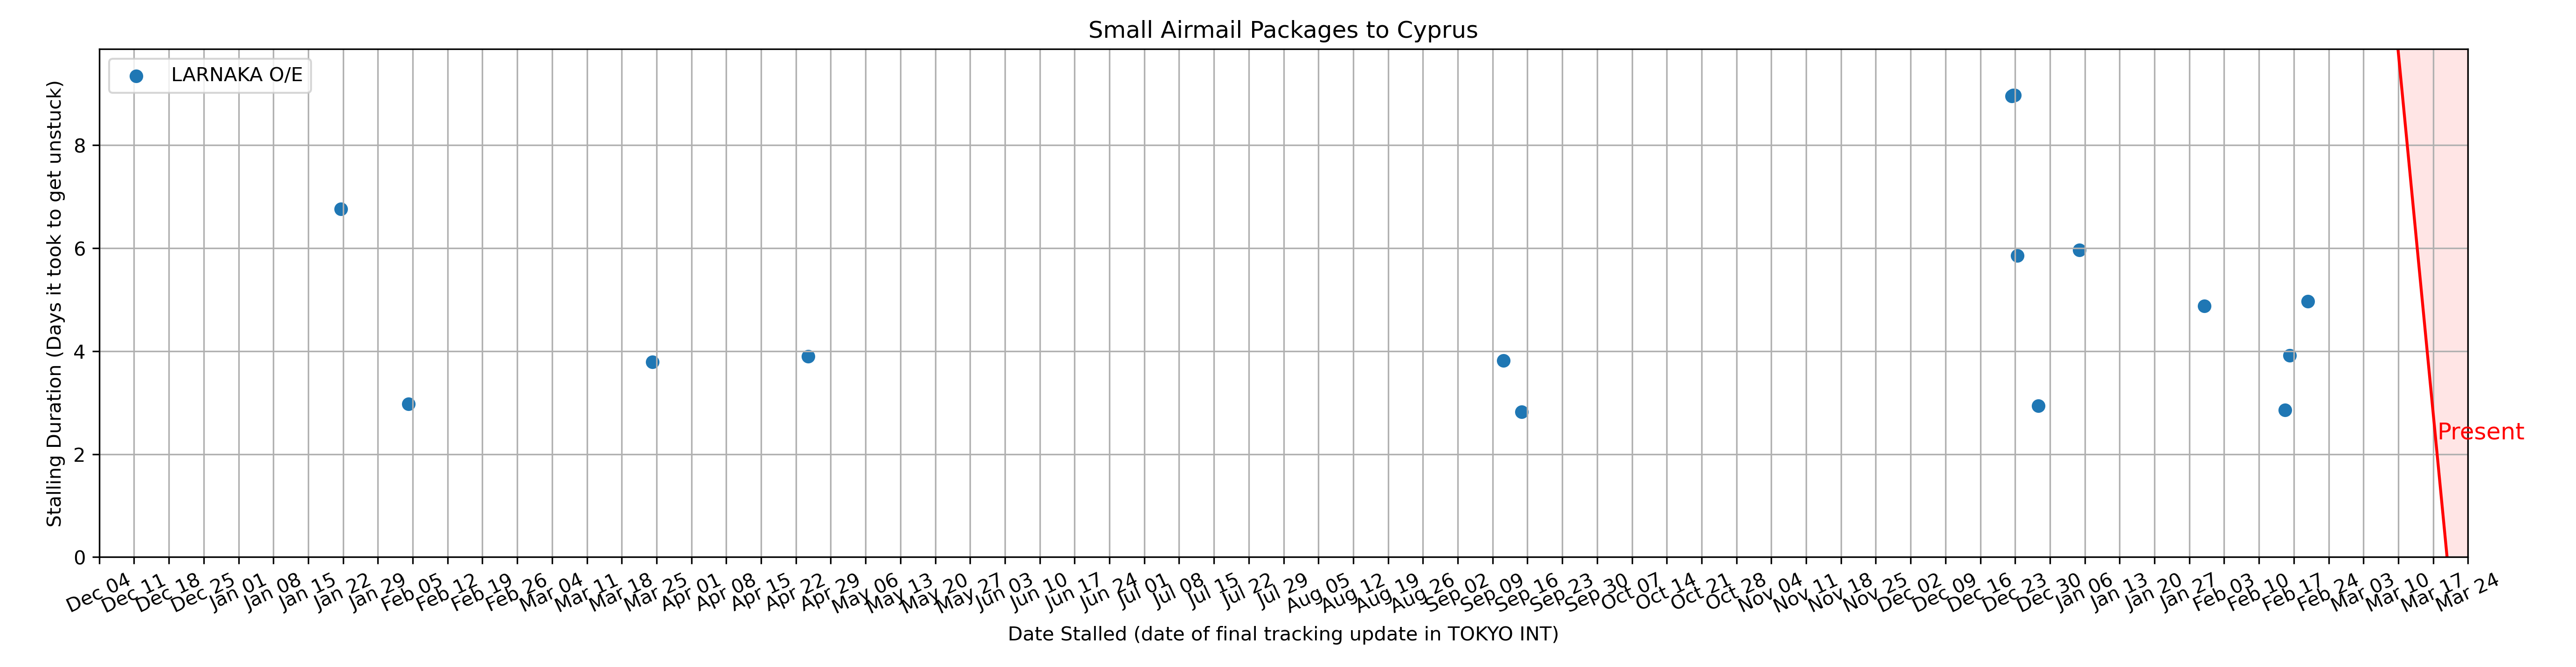 Small Airmail Packages to Cyprus
LARNAKA O/E
Stalling Duration (Days it took to get unstuck)
8
6
4
2
0
Present
Dec 04
Dec 11
Dec 18
Dec 25
Jan 01
Jan 08
Jan 15
Jan 22
Jan 29
Feb 05
Feb 12
Feb 19
Feb 26
Mar 04
Mar 11
Mar 18
Mar 25
Apr 01
Apr 08
Apr 15
Apr 22
Apr 29
May 06
May 13
May 20
May 27
Jun 03
Jun 10
Jun 17
Jun 24
Jul 01
Jul 08
Jul 15
Jul 22
Jul 29
Aug 05
Aug 12
Aug 19
Aug 26
Sep 02
Sep 09
Sep 16
Sep 23
Sep 30
Oct 07
Oct 14
Oct 21
Oct 28
Nov 04
Nov 11
Nov 18
Nov 25
Dec 02
Dec 09
Dec 16
Dec 23
Dec 30
Jan 06
Jan 13
Jan 20
Jan 27
Feb 03
Feb 10
Feb 17
Feb 24
Mar 03
Mar 10
Mar 17
Mar 24
Date Stalled (date of final tracking update in TOKYO INT)